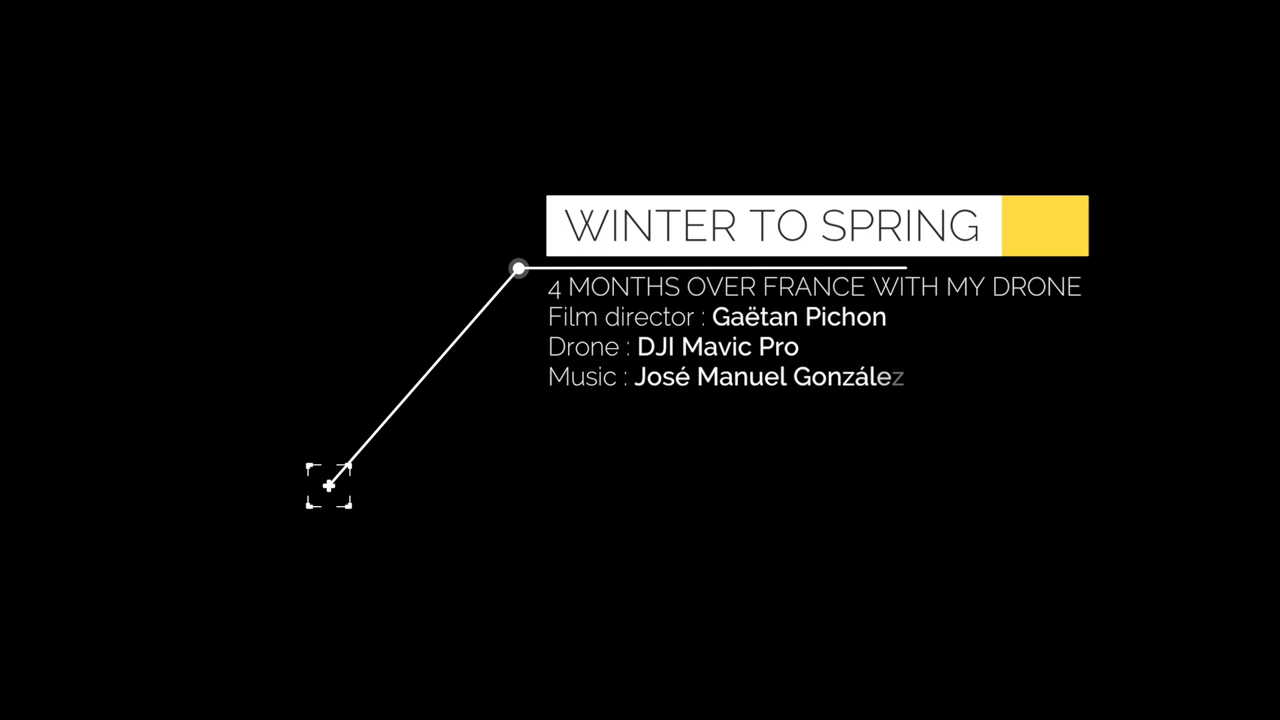 WINTER TO SPRING
4 MONTHS OVER FRANCE WITH MY DRONE
Film director : Gaëtan Pichon
Drone : DJI Mavic Pro
Music : José Manuel González